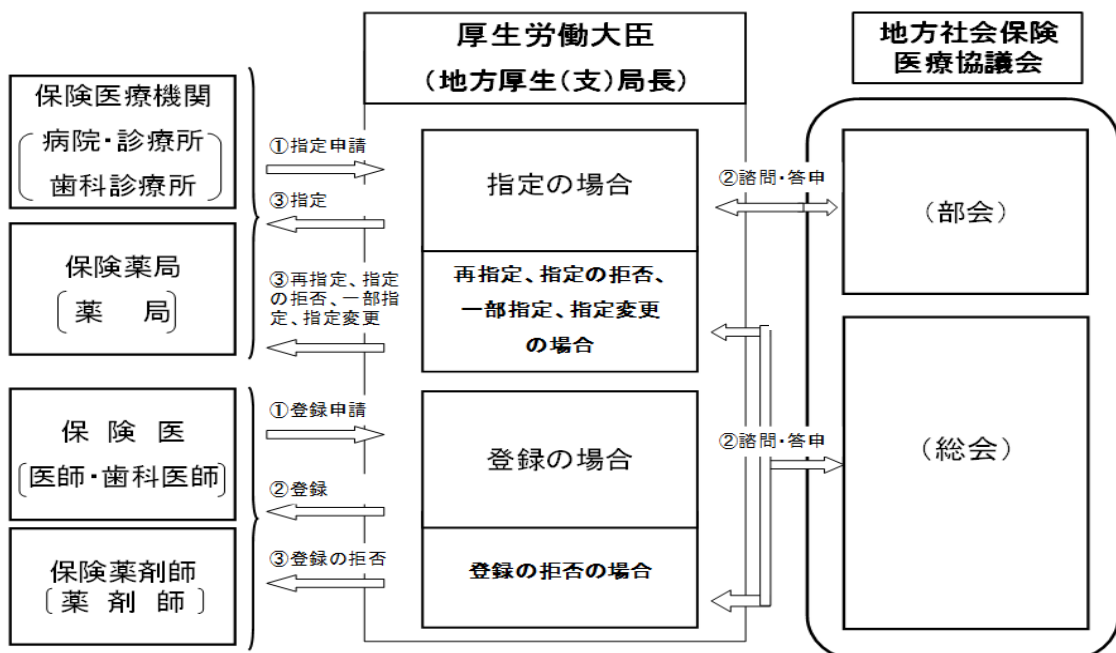 厚生労働大臣
(地方厚生(支)局長)
地方社会保険
医療協議会
保険医療機関
病院・診療所
歯科診療所
保険薬局
薬 局
①指定申請
③指定
③再指定、指定
の拒否、一部指
定、指定変更
指定の場合
再指定、指定の拒否、
一部指定、指定変更
の場合
②諮問・答申
(部会)
保 険 医
医師・歯科医師
保険薬剤師
薬 剤 師
①登録申請
②登録
③登録の拒否
登録の場合
登録の拒否の場合
②諮問・答申
(総会)